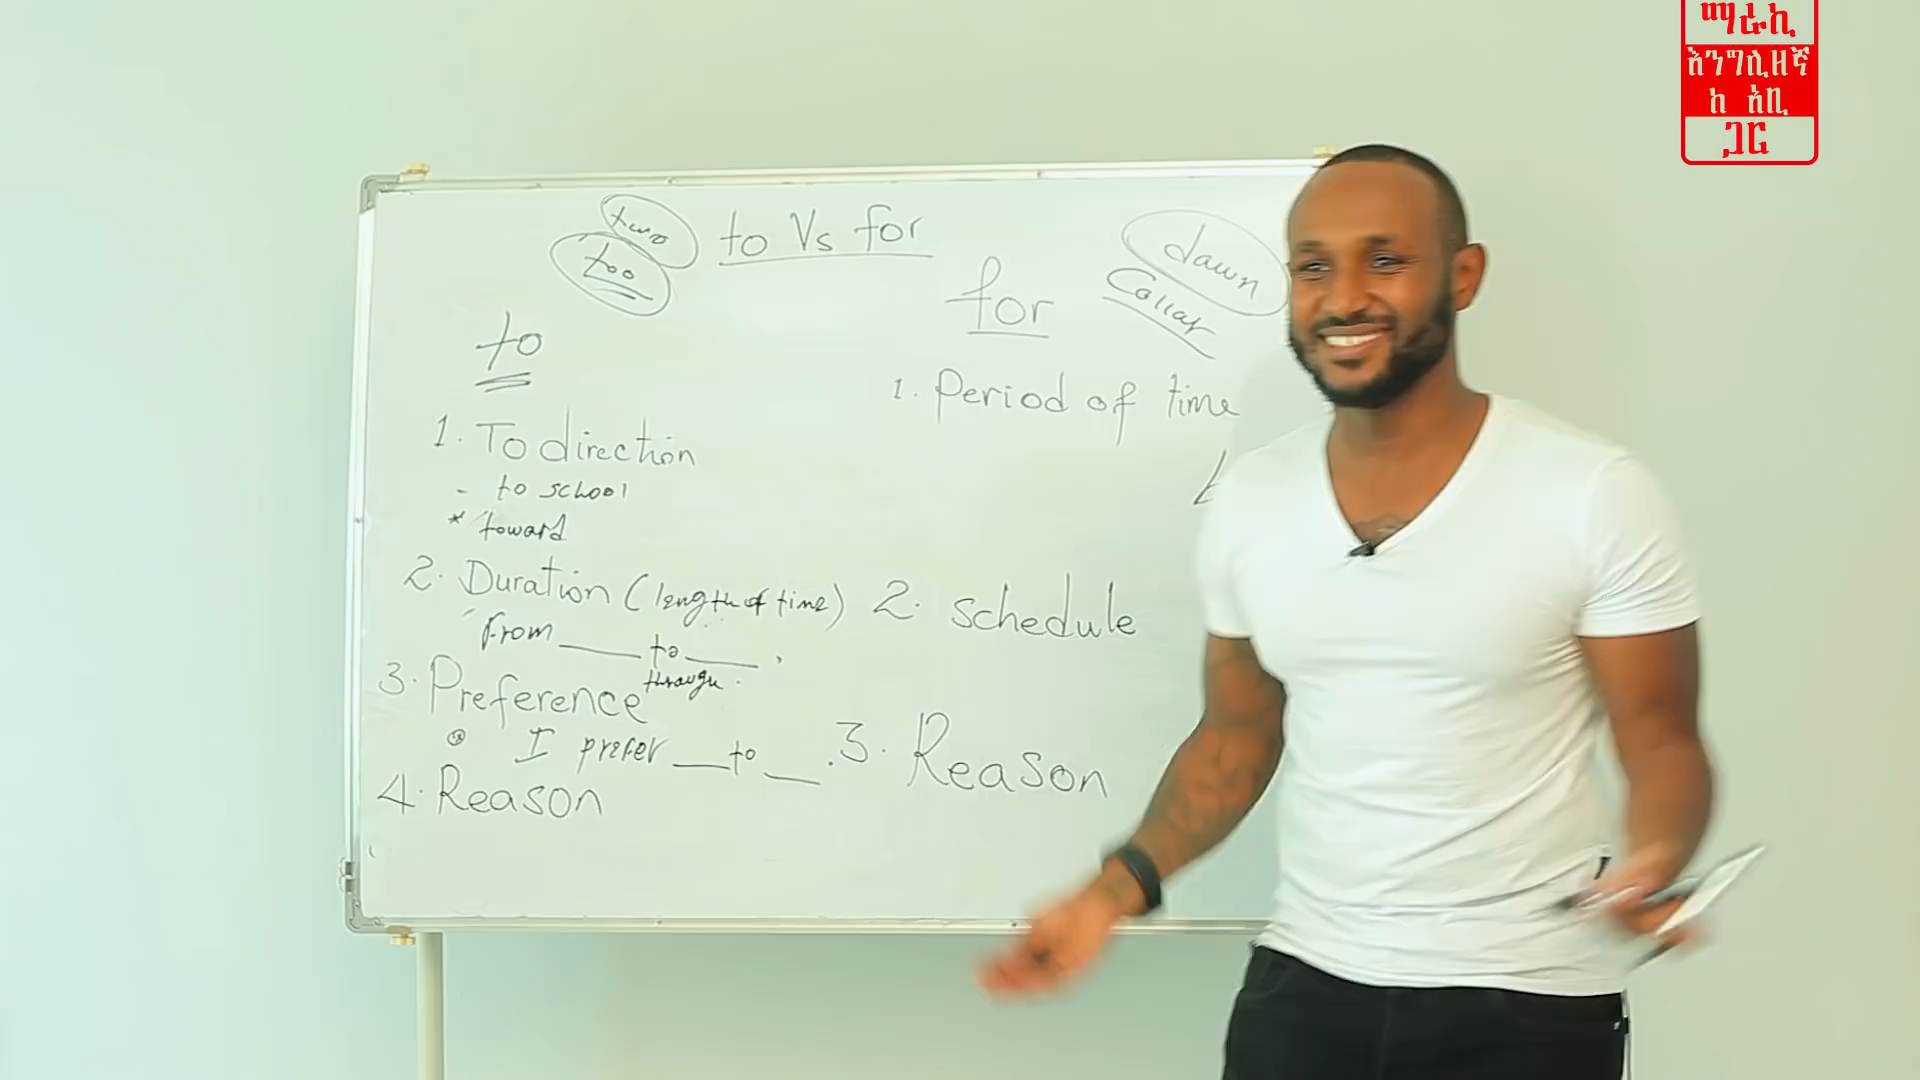 ማራኪ
እንግሊዘኛ
ከ አቢ
ጋር
two
too
to Vs for
dawn
Collar
to
1. To direction
- to school
* toward
2. Duration (length of time)
From ____ to ____ .
through
3. Preference
I prefer ___ to ___ .
4. Reason
for
1. Period of time
2. schedule
3. Reason